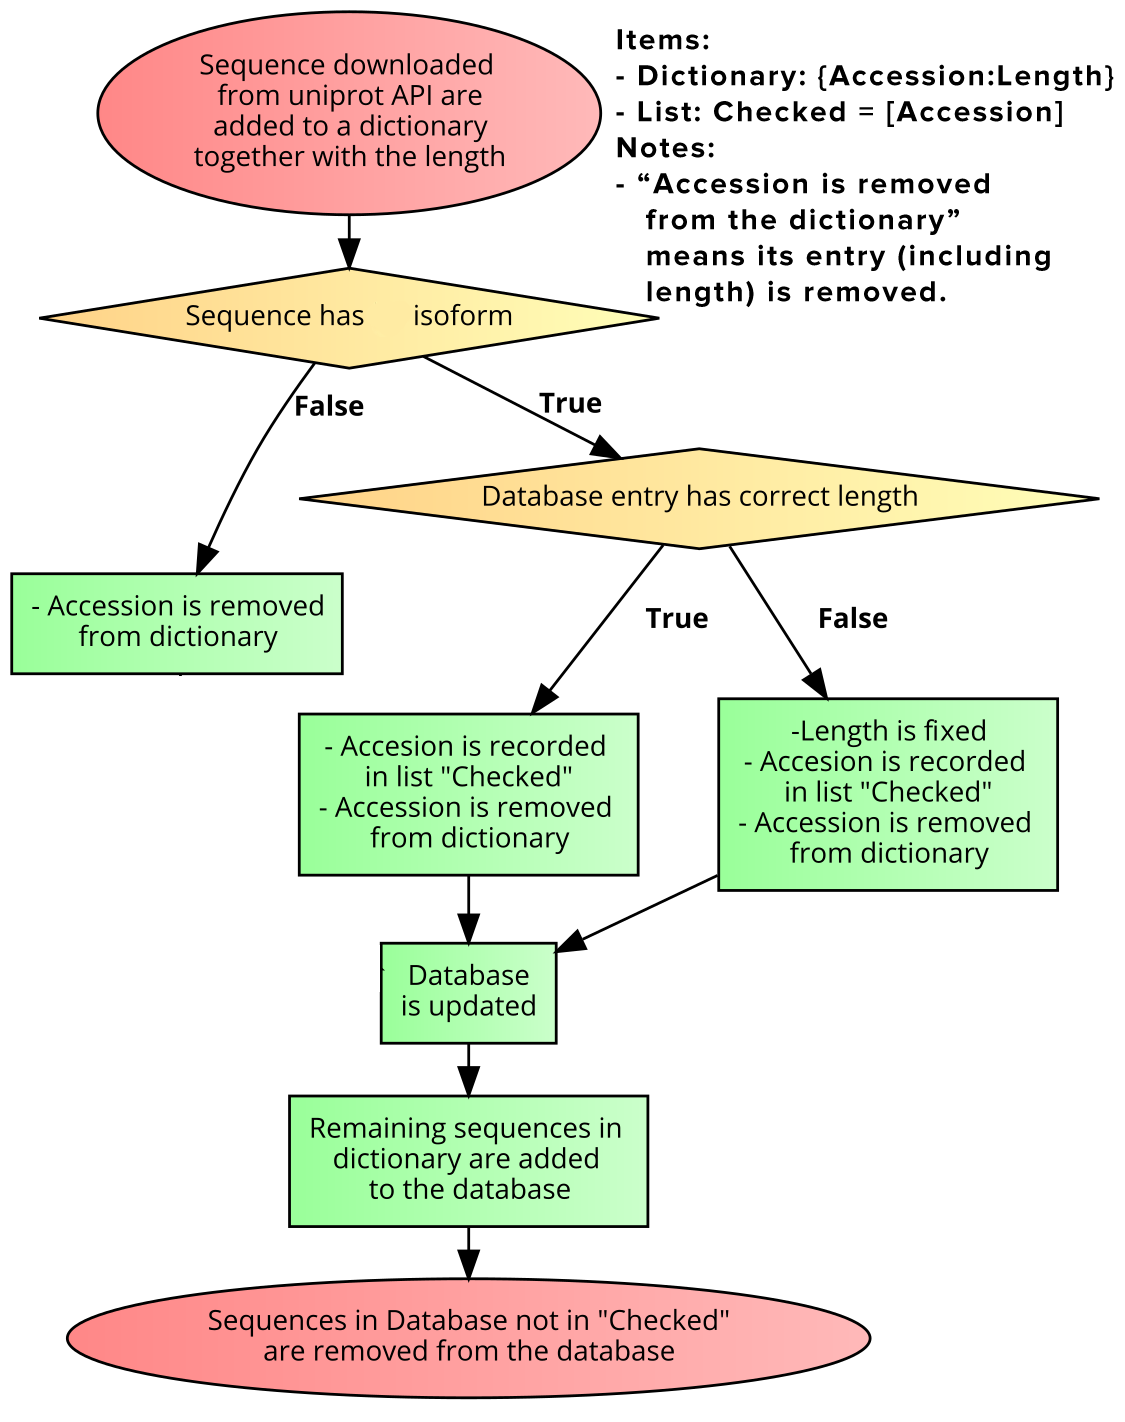 Sequence downloaded
from uniprot API are
added to a dictionary
together with the length
Items:
- Dictionary: {Accession:Length}
- List: Checked = [Accession]
Notes:
- “Accession is removed
from the dictionary”
means its entry (including
length) is removed.
Sequence has isoform
False
True
Database entry has correct length
- Accession is removed
from dictionary
True
False
- Accesion is recorded
in list "Checked"
- Accession is removed
from dictionary
-Length is fixed
- Accesion is recorded
in list "Checked"
- Accession is removed
from dictionary
Database
is updated
Remaining sequences in
dictionary are added
to the database
Sequences in Database not in "Checked"
are removed from the database